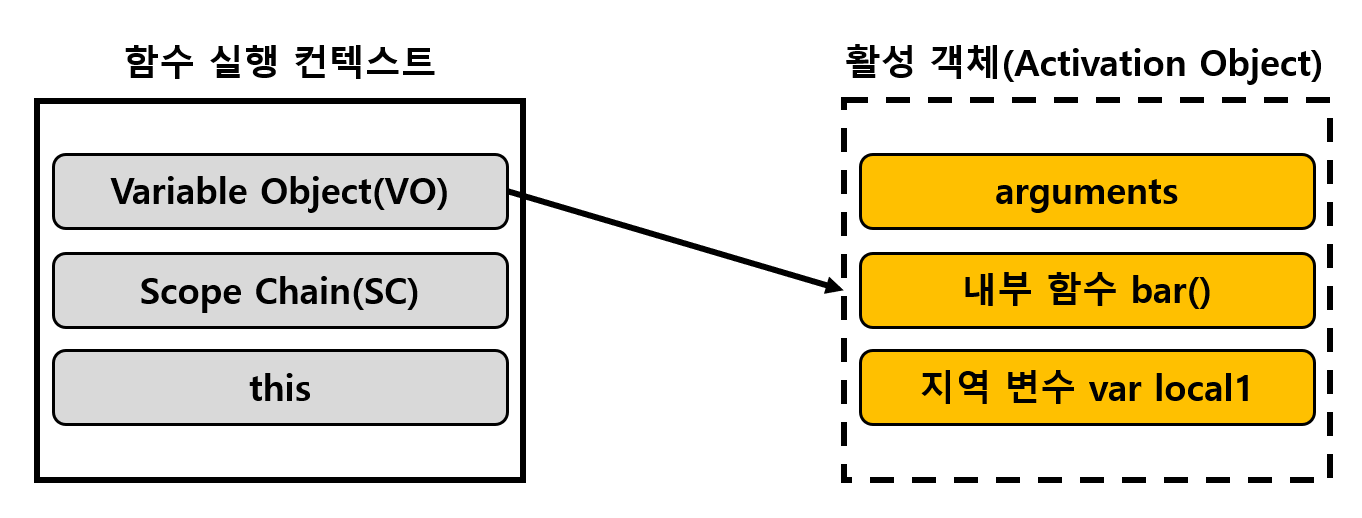 함수 실행 컨텍스트
Variable Object(VO)
Scope Chain(SC)
this
활성 객체(Activation Object)
arguments
내부 함수 bar()
지역 변수 var local1